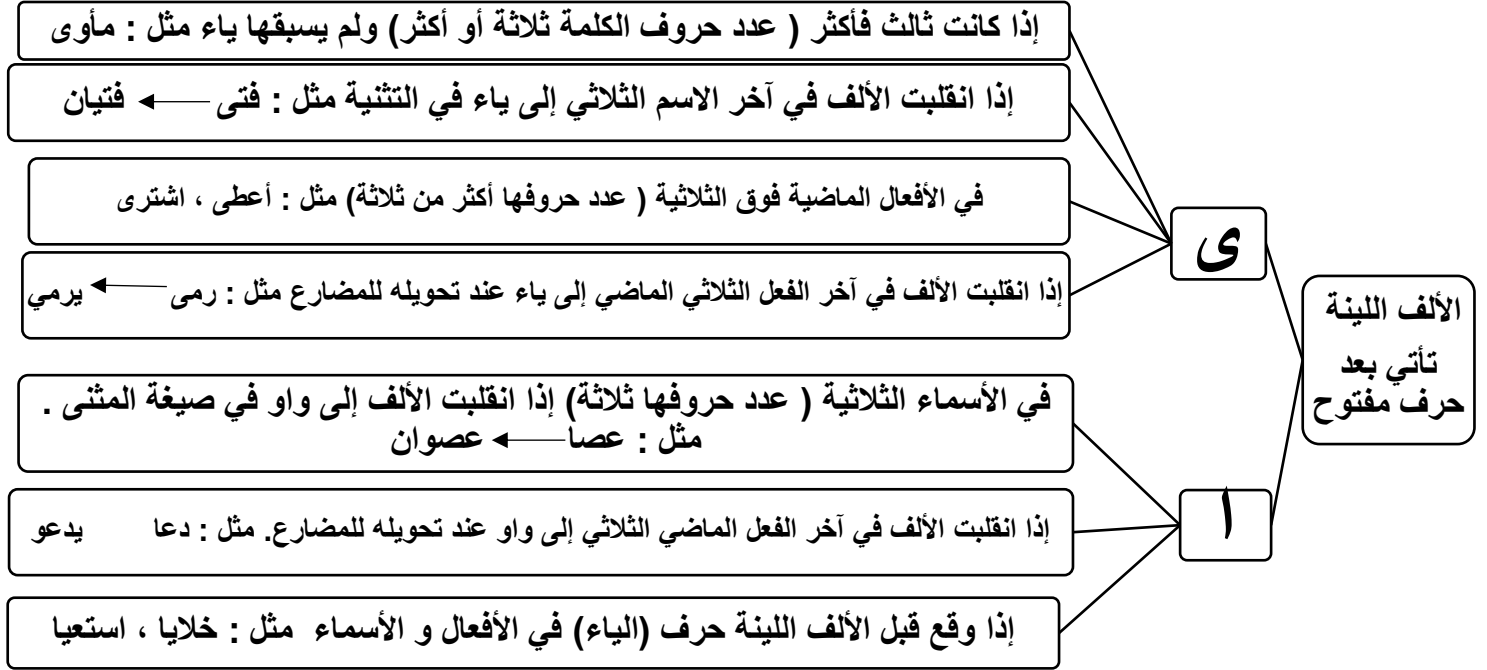 الألف اللينة
تأتي بعد
حرف مفتوح
ى
إذا كانت ثالث فأكثر ( عدد حروف الكلمة ثلاثة أو أكثر) ولم يسبقها ياء مثل : مأوى
إذا انقلبت الألف في آخر الاسم الثلاثي إلى ياء في التثنية مثل : فتى ← فتيان
في الأفعال الماضية فوق الثلاثية ( عدد حروفها أكثر من ثلاثة) مثل : أعطى ، اشترى
إذا انقلبت الألف في آخر الفعل الثلاثي الماضي إلى ياء عند تحويله للمضارع مثل : رمى ← يرمي
ا
في الأسماء الثلاثية ( عدد حروفها ثلاثة) إذا انقلبت الألف إلى واو في صيغة المثنى .
مثل : عصا ← عصوان
إذا انقلبت الألف في آخر الفعل الماضي الثلاثي إلى واو عند تحويله للمضارع. مثل : دعا يدعو
إذا وقع قبل الألف اللينة حرف (الياء) في الأفعال و الأسماء مثل : خلايا ، استعيا